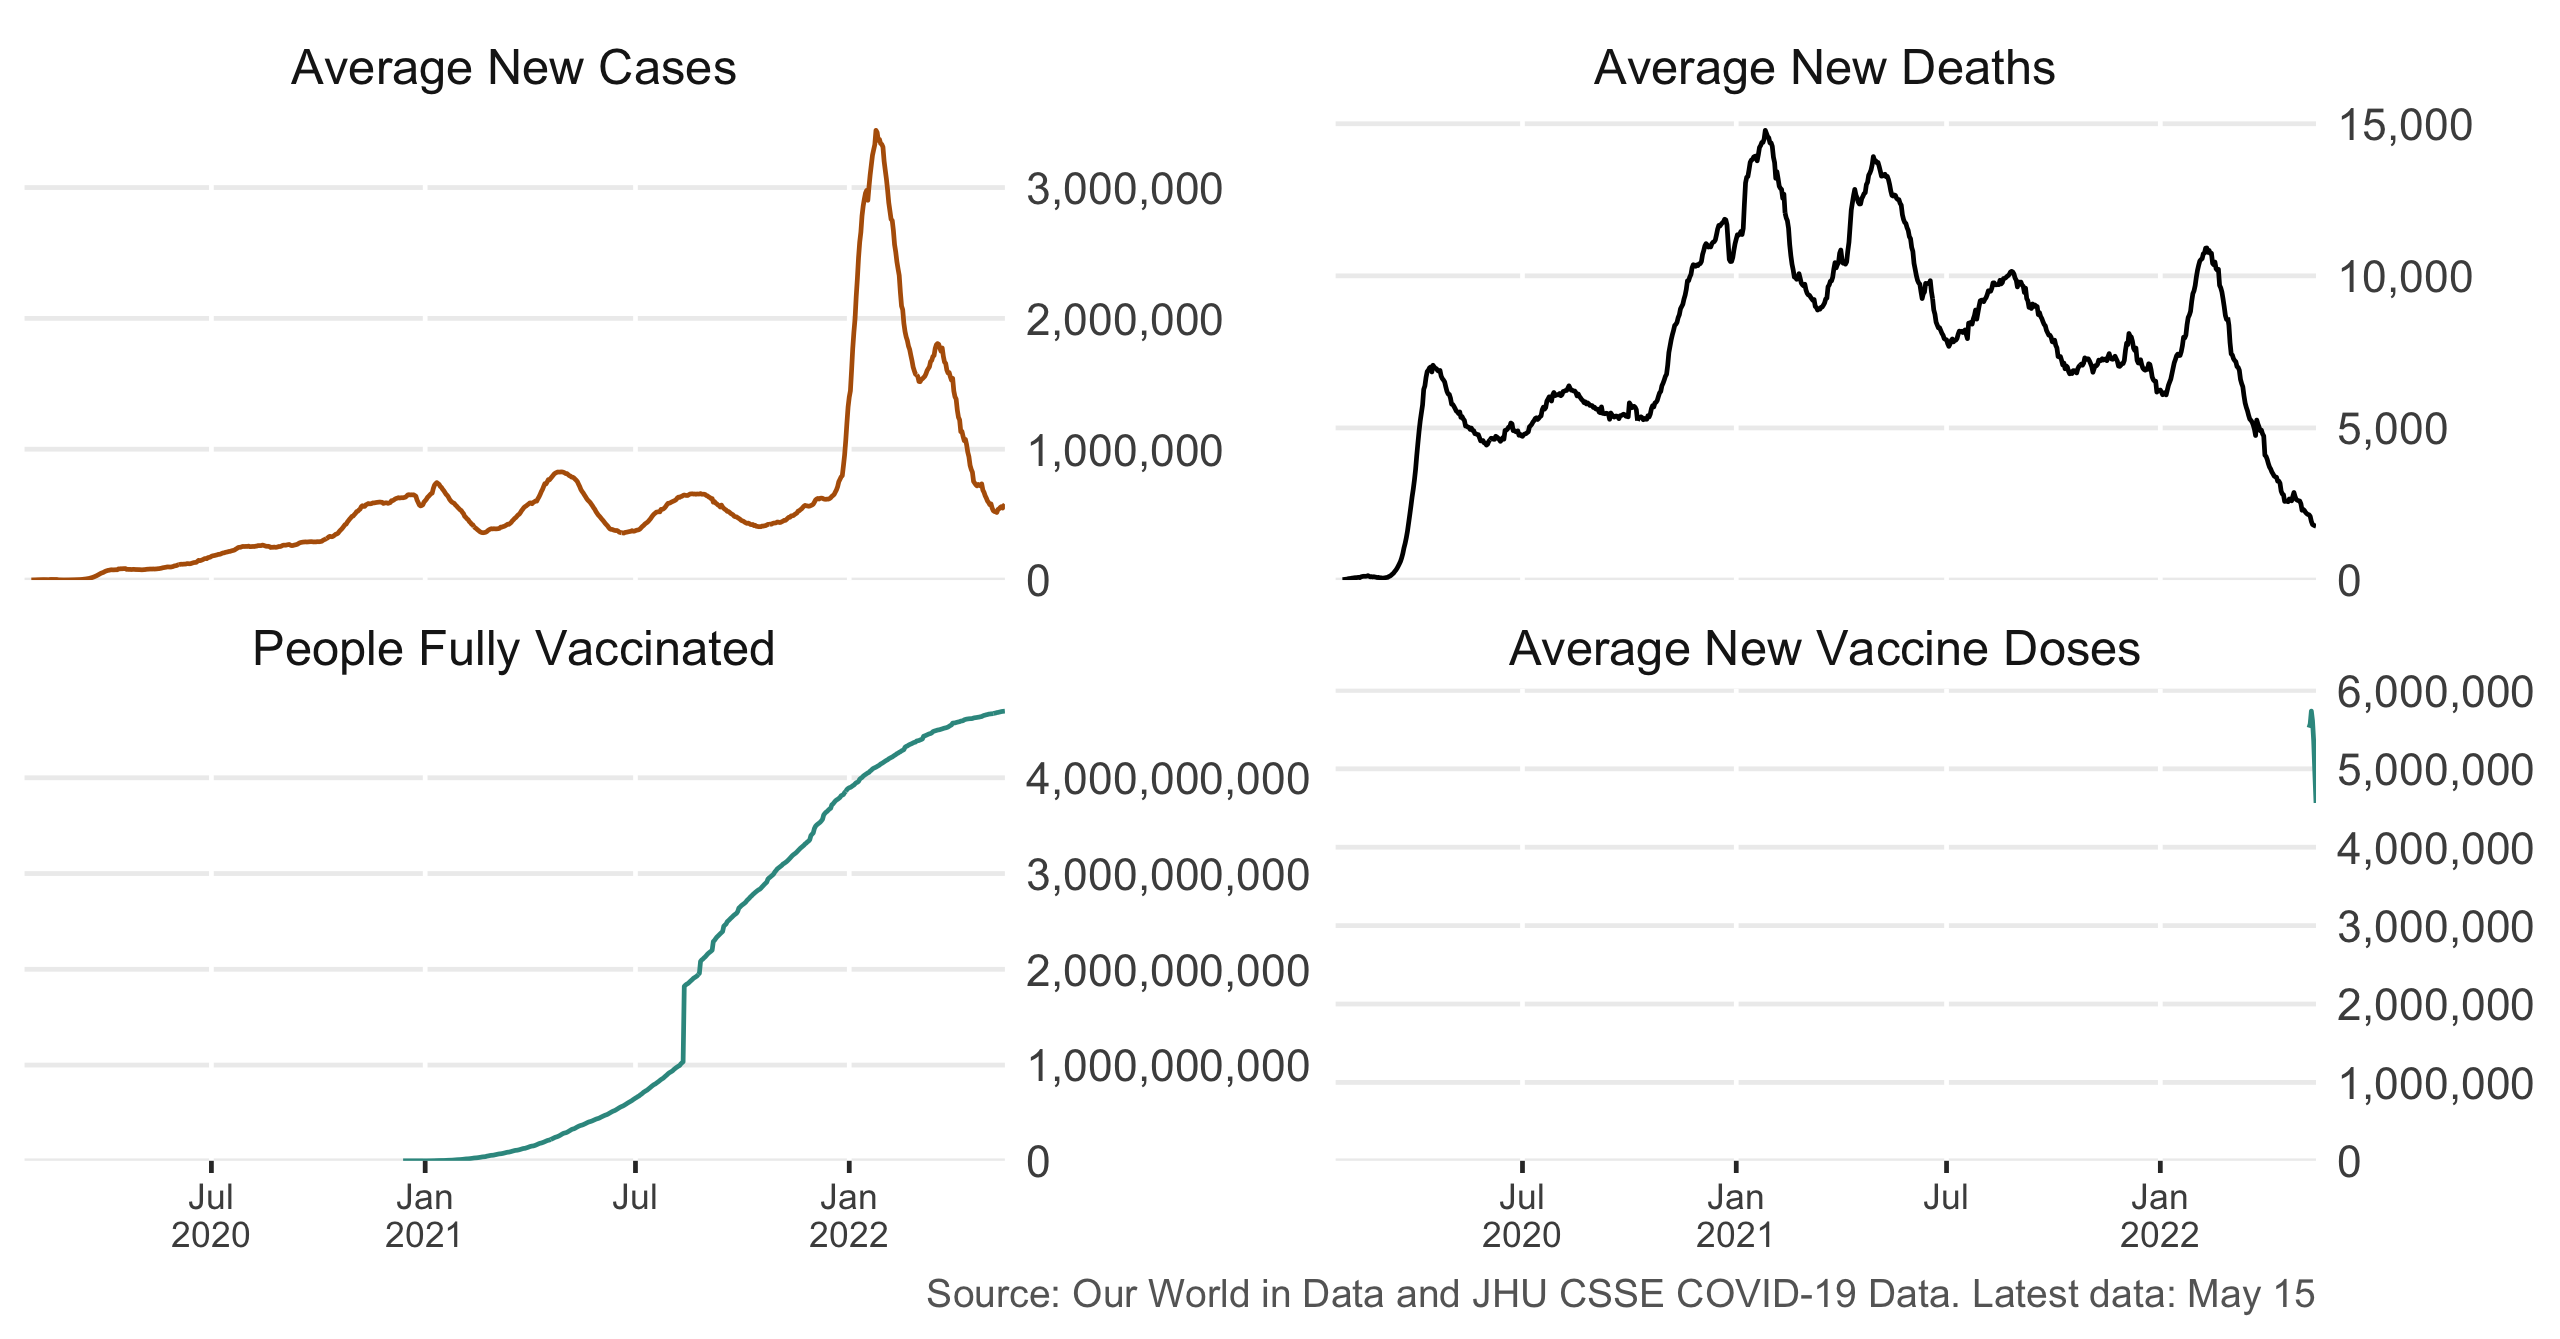 Average New Cases
3,000,000
2,000,000
1,000,000
0
Average New Deaths
15,000
10,000
5,000
0
People Fully Vaccinated
4,000,000,000
3,000,000,000
2,000,000,000
1,000,000,000
0
Jul Jan Jul Jan
2020 2021 2022
Average New Vaccine Doses
6,000,000
5,000,000
4,000,000
3,000,000
2,000,000
1,000,000
0
Jul Jan Jul Jan
2020 2021 2022
Source: Our World in Data and JHU CSSE COVID-19 Data. Latest data: May 15